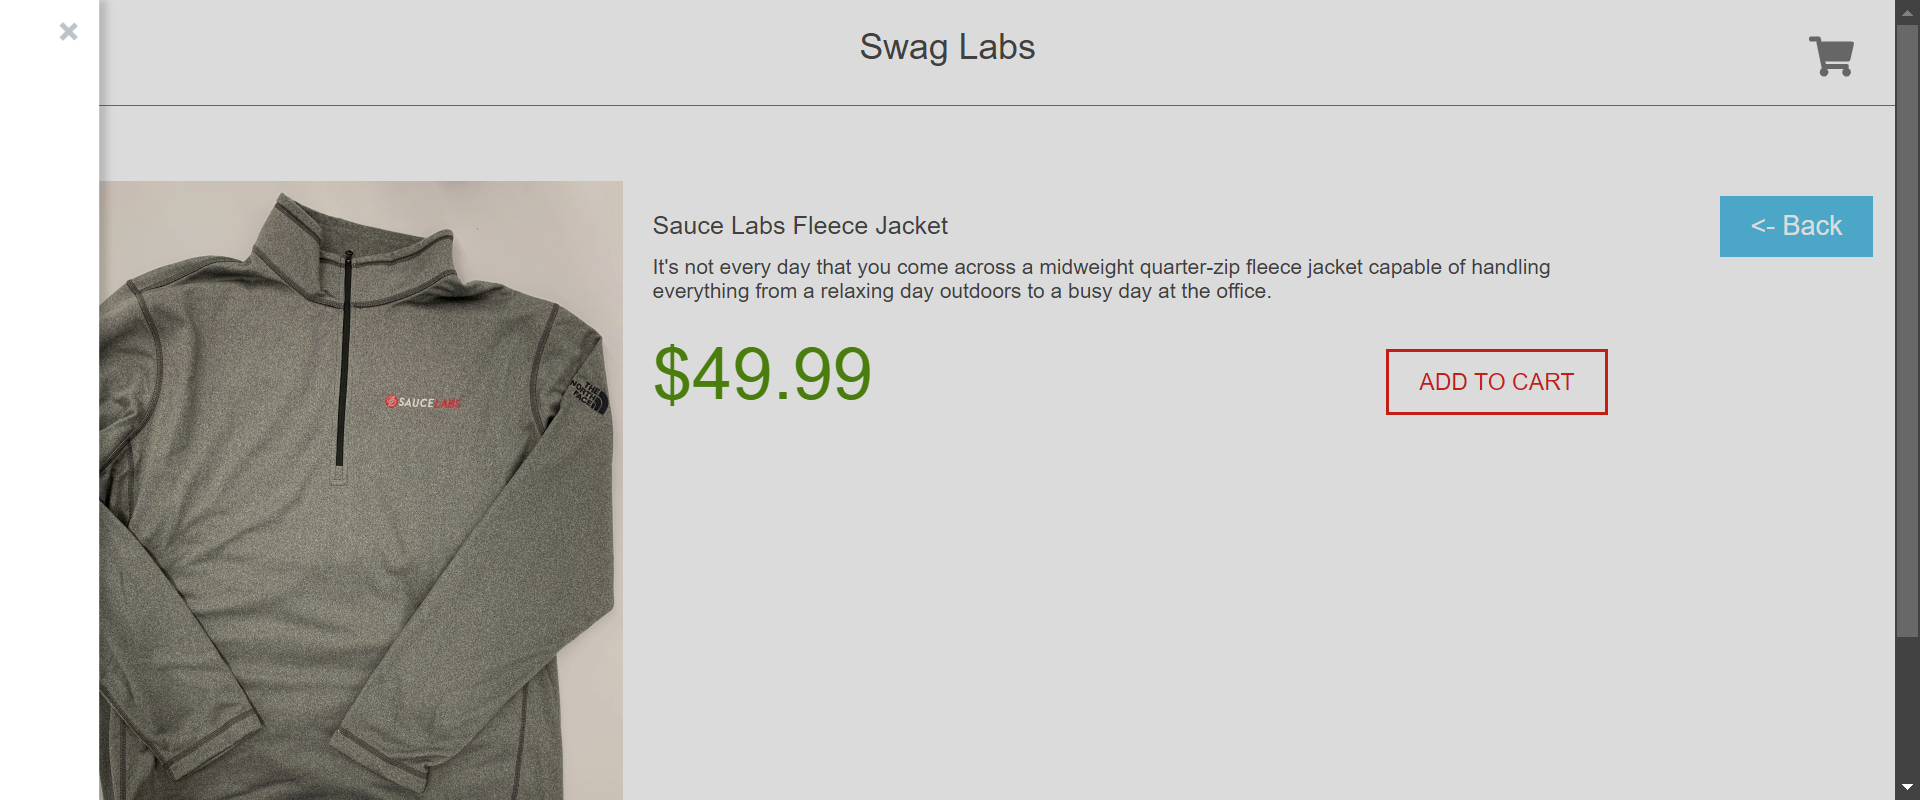 Swag Labs
Sauce Labs Fleece Jacket
<- Back
It's not every day that you come across a midweight quarter-zip fleece jacket capable of handling
everything from a relaxing day outdoors to a busy day at the office.
$49.99
ADD TO CART
SAUCELABS
THE
NORTH
FACE